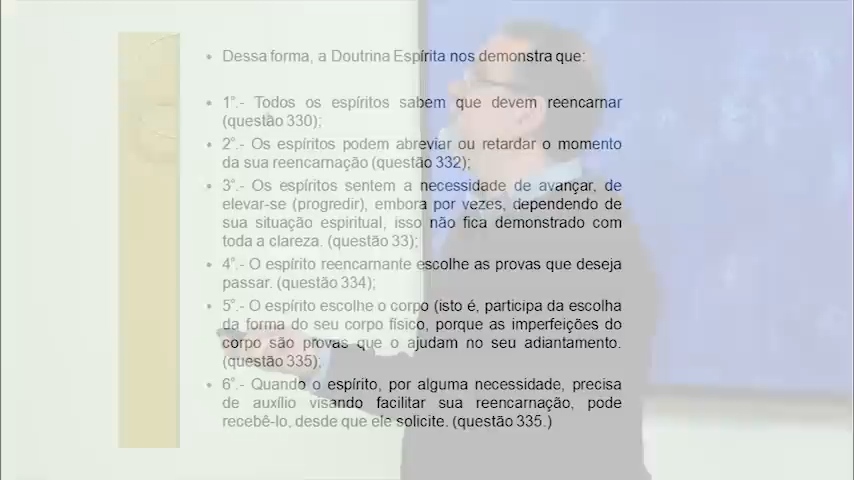 Dessa forma, a Doutrina Espírita nos demonstra que:
1°.- Todos os espíritos sabem que devem reencarnar
(questão 330);
2°.- Os espíritos podem abreviar ou retardar o momento
da sua reencarnação (questão 332);
3°.- Os espíritos sentem a necessidade de avançar, de
elevar-se (progredir), embora por vezes, dependendo de
sua situação espiritual, isso não fica demonstrado com
toda a clareza. (questão 33);
4°.- O espírito reencarnante escolhe as provas que deseja
passar. (questão 334);
5°.- O espírito escolhe o corpo (isto é, participa da escolha
da forma do seu corpo físico, porque as imperfeições do
corpo são provas que o ajudam no seu adiantamento.
(questão 335);
6°.- Quando o espírito, por alguma necessidade, precisa
de auxílio visando facilitar sua reencarnação, pode
recebê-lo, desde que ele solicite. (questão 335.)